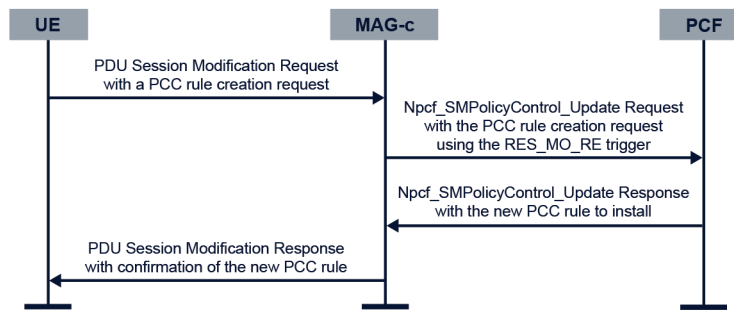 UE
MAG-c
PCF
PDU Session Modification Request
with a PCC rule creation request
Npcf_SMPolicyControl_Update Request
with the PCC rule creation request
using the RES_MO_RE trigger
Npcf_SMPolicyControl_Update Response
with the new PCC rule to install
PDU Session Modification Response
with confirmation of the new PCC rule